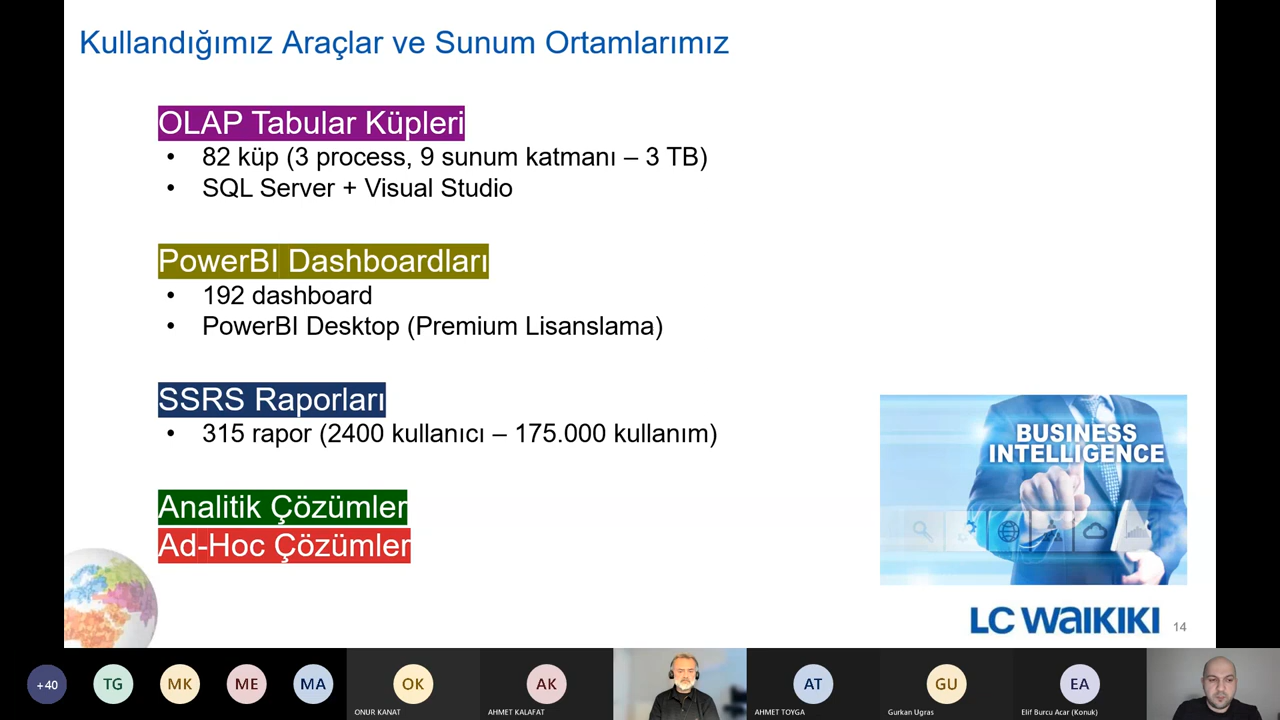 Kullandığımız Araçlar ve Sunum Ortamlarımız
OLAP Tabular Küpleri
• 82 küp (3 process, 9 sunum katmanı – 3 TB)
• SQL Server + Visual Studio
PowerBI Dashboardları
• 192 dashboard
• PowerBI Desktop (Premium Lisanslama)
SSRS Raporları
• 315 rapor (2400 kullanıcı – 175.000 kullanım)
Analitik Çözümler
Ad-Hoc Çözümler
BUSINESS
INTELLIGENCE
LC WAIKIKI
14
+40
TG
MK
ME
MA
OK
ONUR KANAT
AK
AHMET KALAFAT
AT
AHMET TOYGA
GU
Gurkan Ugras
EA
Elif Burcu Acar (Konuk)